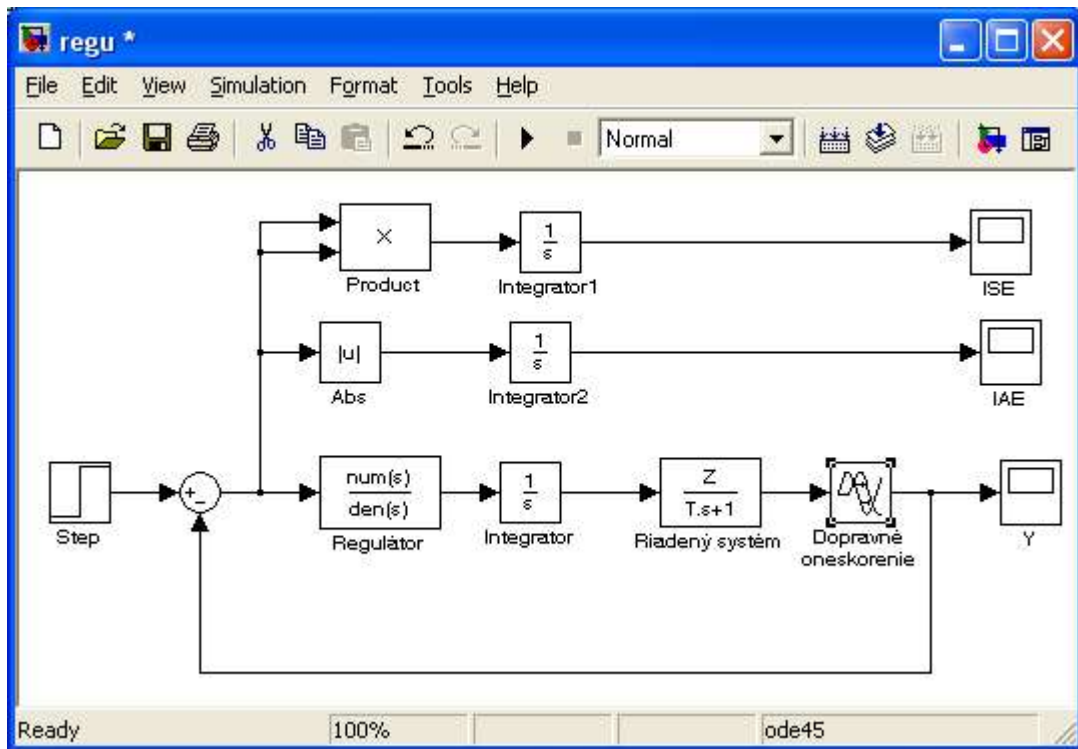 regu *
File Edit View Simulation Format Tools Help
Normal
×
Product
1
s
Integrator1
ISE
|u|
Abs
1
s
Integrator2
IAE
Step
+
−
num(s)
den(s)
Regulátor
1
s
Integrator
Z
T.s+1
Riadený systém
Dopravné
oneskorenie
Y
Ready 100% ode45